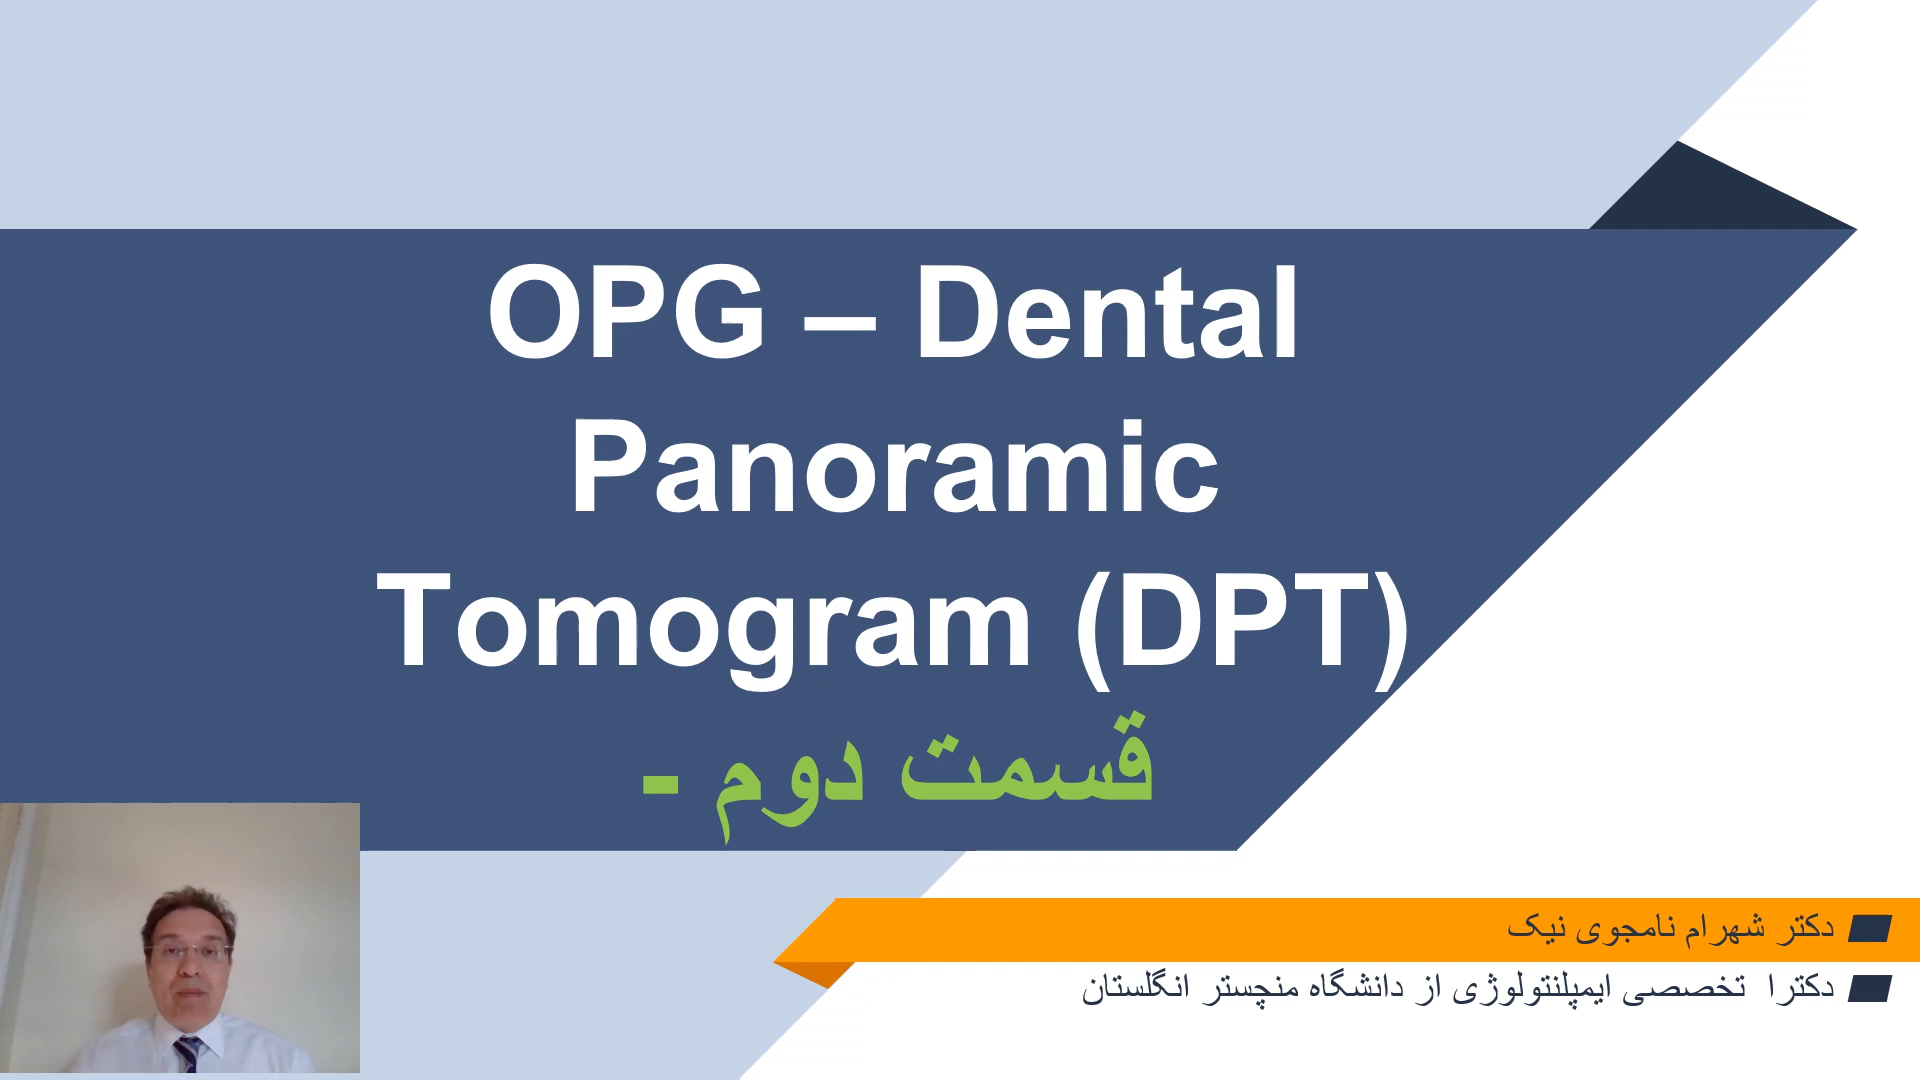 OPG – Dental
Panoramic
Tomogram (DPT)
قسمت دوم -
دکتر شهرام نامجوی نیک
دکترا تخصصی ایمپلنتولوژی از دانشگاه منچستر انگلستان